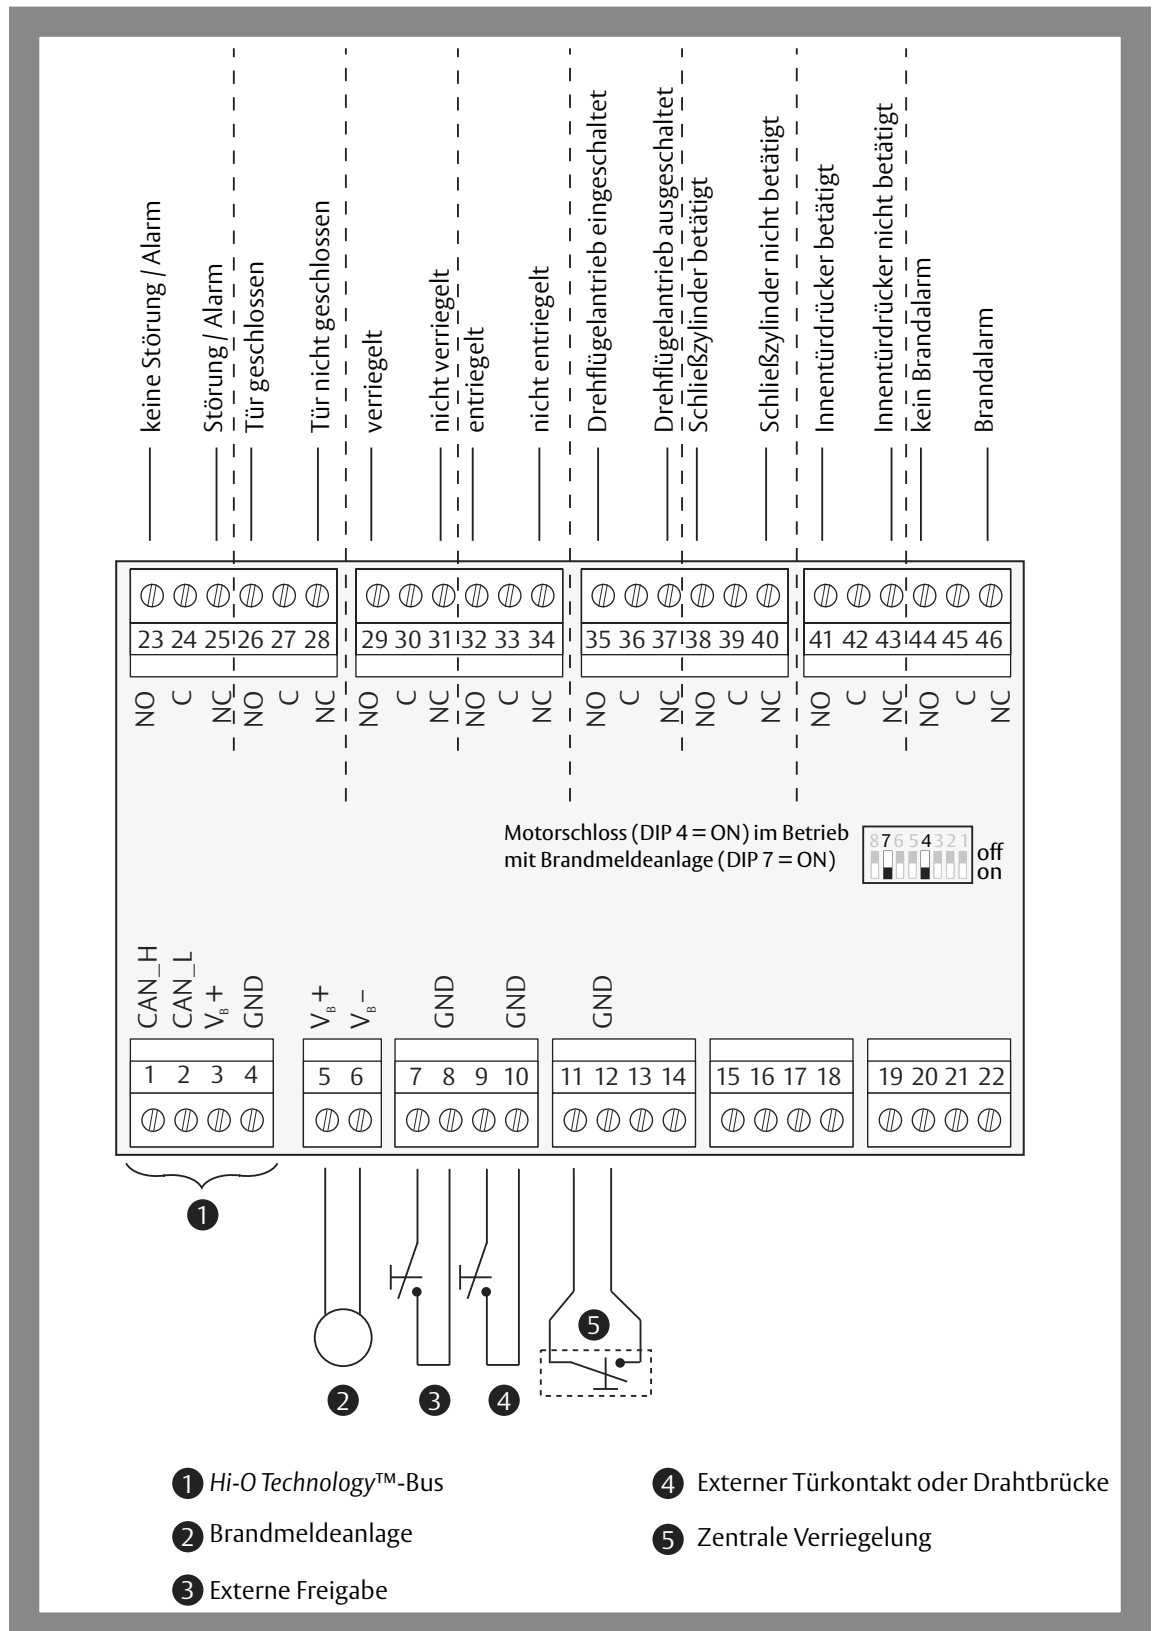 keine Störung / Alarm
Störung / Alarm
Tür geschlossen
Tür nicht geschlossen
verriegelt
nicht verriegelt
entriegelt
nicht entriegelt
Drehflügelantrieb eingeschaltet
Drehflügelantrieb ausgeschaltet
Schließzylinder betätigt
Schließzylinder nicht betätigt
Innentürdrücker betätigt
Innentürdrücker nicht betätigt
kein Brandalarm
Brandalarm
23 24 25 26 27 28 29 30 31 32 33 34 35 36 37 38 39 40 41 42 43 44 45 46
NO C NC NO C NC NO C NC NO C NC NO C NC NO C NC NO C NC NO C NC
Motorschloss (DIP 4 = ON) im Betrieb
mit Brandmeldeanlage (DIP 7 = ON)
8 7 6 5 4 3 2 1
off
on
CAN_H
CAN_L
VB +
GND
VB +
VB –
GND
GND
GND
1 2 3 4 5 6 7 8 9 10 11 12 13 14 15 16 17 18 19 20 21 22
1
5
2
3
4
1 Hi-O Technology™-Bus
2 Brandmeldeanlage
3 Externe Freigabe
4 Externer Türkontakt oder Drahtbrücke
5 Zentrale Verriegelung